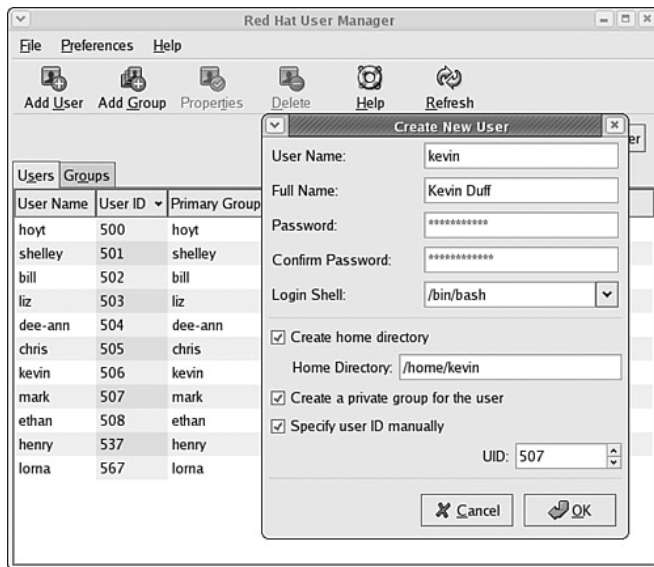 Red Hat User Manager
File Preferences Help
Add User Add Group Properties Delete Help Refresh
er
Users Groups
User Name User ID Primary Group
hoyt 500 hoyt
shelley 501 shelley
bill 502 bill
liz 503 liz
dee-ann 504 dee-ann
chris 505 chris
kevin 506 kevin
mark 507 mark
ethan 508 ethan
henry 537 henry
lorna 567 lorna
Create New User
User Name: kevin
Full Name: Kevin Duff
Password: ***********
Confirm Password: ************
Login Shell: /bin/bash
Create home directory
Home Directory: /home/kevin
Create a private group for the user
Specify user ID manually
UID: 507
Cancel OK